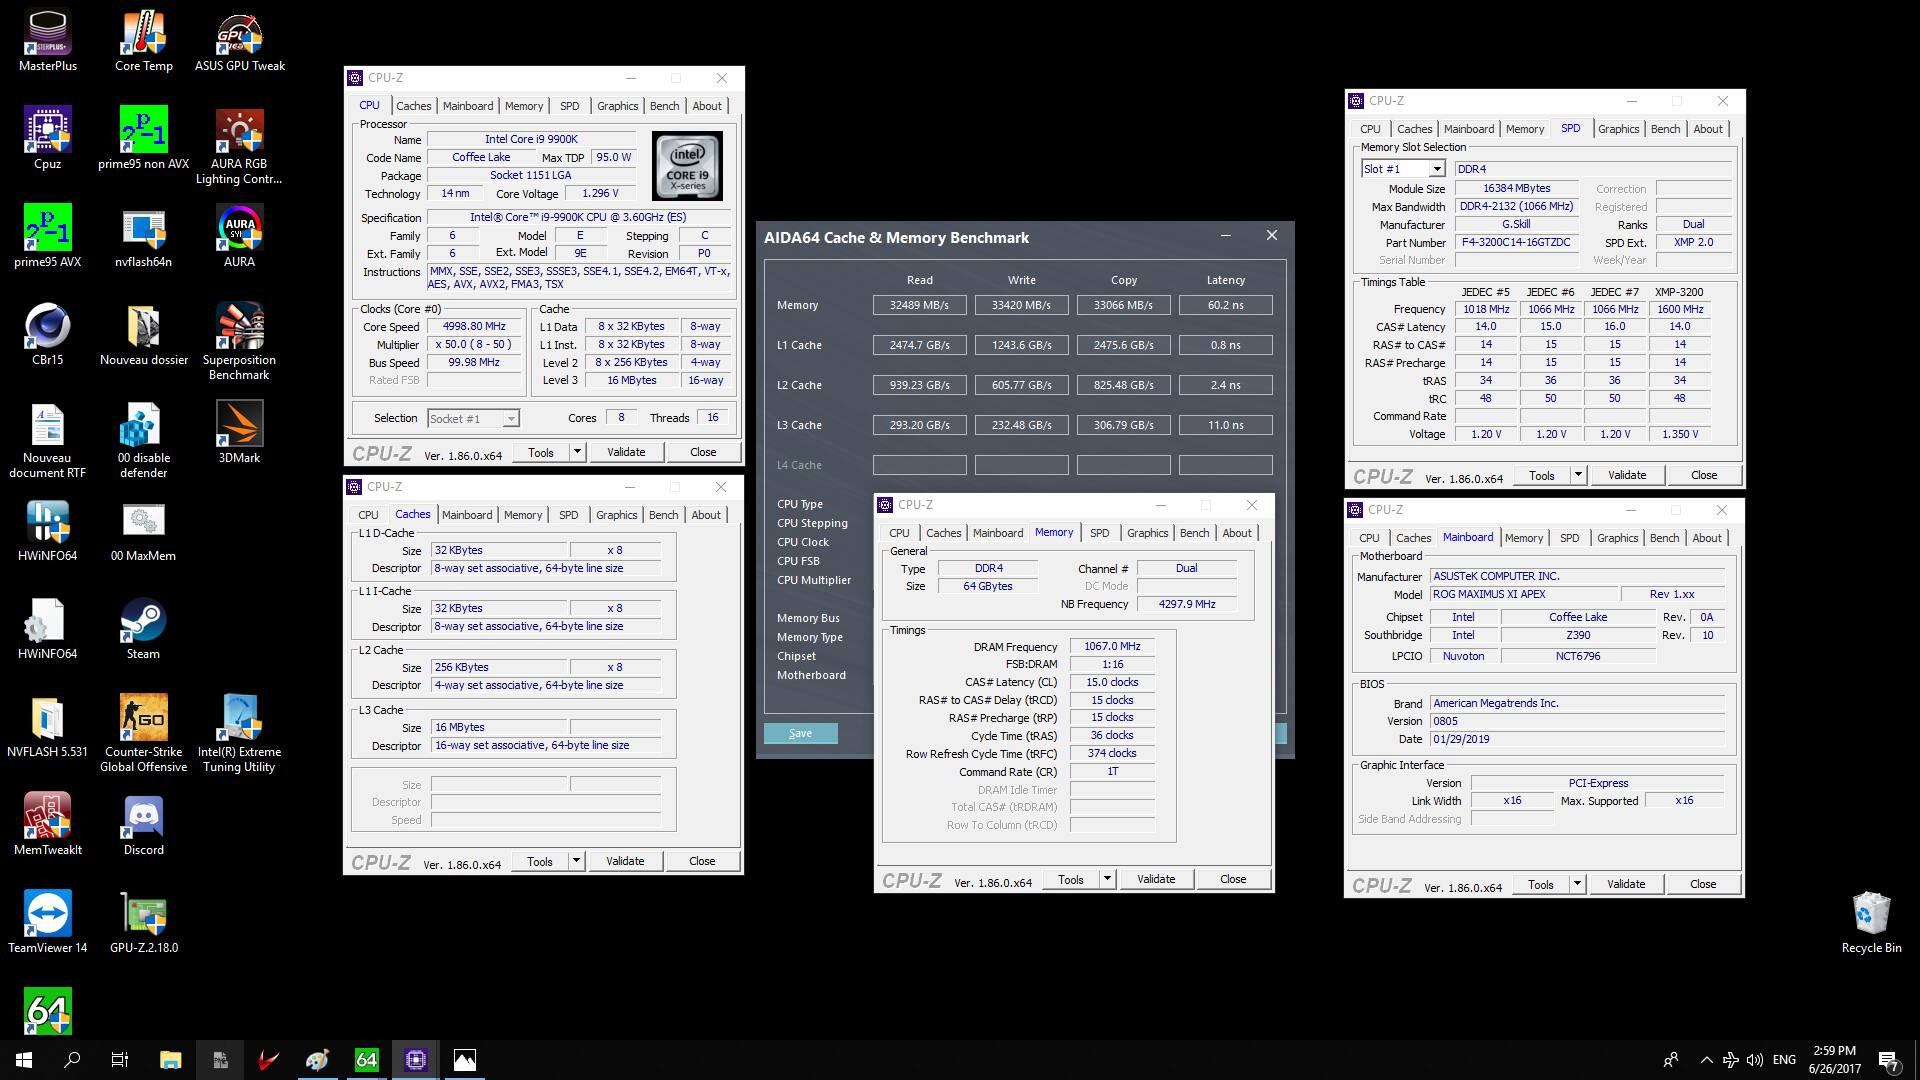 MasterPlus
Core Temp
ASUS GPU Tweak
Cpuz
prime95 non AVX
AURA RGB
Lighting Contr...
prime95 AVX
nvflash64n
AURA
CBr15
Nouveau dossier
Superposition
Benchmark
Nouveau
document RTF
00 disable
defender
3DMark
HWiNFO64
00 MaxMem
HWiNFO64
Steam
NVFLASH 5.531
Counter-Strike
Global Offensive
Intel(R) Extreme
Tuning Utility
MemTweakIt
Discord
TeamViewer 14
GPU-Z.2.18.0
64
CPU-Z
CPU Caches Mainboard Memory SPD Graphics Bench About
Processor
Name Intel Core i9 9900K
Code Name Coffee Lake Max TDP 95.0 W
Package Socket 1151 LGA
Technology 14 nm Core Voltage 1.296 V
intel
CORE i9
X-series
Specification Intel® Core™ i9-9900K CPU @ 3.60GHz (ES)
Family 6 Model E Stepping C
Ext. Family 6 Ext. Model 9E Revision P0
Instructions MMX, SSE, SSE2, SSE3, SSSE3, SSE4.1, SSE4.2, EM64T, VT-x,
AES, AVX, AVX2, FMA3, TSX
Clocks (Core #0)
Core Speed 4998.80 MHz
Multiplier x 50.0 ( 8 - 50 )
Bus Speed 99.98 MHz
Rated FSB
Cache
L1 Data 8 x 32 KBytes 8-way
L1 Inst. 8 x 32 KBytes 8-way
Level 2 8 x 256 KBytes 4-way
Level 3 16 MBytes 16-way
Selection Socket #1 Cores 8 Threads 16
CPU-Z Ver. 1.86.0.x64 Tools Validate Close
CPU-Z
CPU Caches Mainboard Memory SPD Graphics Bench About
L1 D-Cache
Size 32 KBytes x 8
Descriptor 8-way set associative, 64-byte line size
L1 I-Cache
Size 32 KBytes x 8
Descriptor 8-way set associative, 64-byte line size
L2 Cache
Size 256 KBytes x 8
Descriptor 4-way set associative, 64-byte line size
L3 Cache
Size 16 MBytes
Descriptor 16-way set associative, 64-byte line size
Size
Descriptor
Speed
CPU-Z Ver. 1.86.0.x64 Tools Validate Close
AIDA64 Cache & Memory Benchmark
Read Write Copy Latency
Memory 32489 MB/s 33420 MB/s 33066 MB/s 60.2 ns
L1 Cache 2474.7 GB/s 1243.6 GB/s 2475.6 GB/s 0.8 ns
L2 Cache 939.23 GB/s 605.77 GB/s 825.48 GB/s 2.4 ns
L3 Cache 293.20 GB/s 232.48 GB/s 306.79 GB/s 11.0 ns
L4 Cache
CPU Type
CPU Stepping
CPU Clock
CPU FSB
CPU Multiplier
Memory Bus
Memory Type
Chipset
Motherboard
Save
CPU-Z
CPU Caches Mainboard Memory SPD Graphics Bench About
General
Type DDR4 Channel # Dual
Size 64 GBytes DC Mode
NB Frequency 4297.9 MHz
Timings
DRAM Frequency 1067.0 MHz
FSB:DRAM 1:16
CAS# Latency (CL) 15.0 clocks
RAS# to CAS# Delay (tRCD) 15 clocks
RAS# Precharge (tRP) 15 clocks
Cycle Time (tRAS) 36 clocks
Row Refresh Cycle Time (tRFC) 374 clocks
Command Rate (CR) 1T
DRAM Idle Timer
Total CAS# (tRDRAM)
Row To Column (tRCD)
CPU-Z Ver. 1.86.0.x64 Tools Validate Close
CPU-Z
CPU Caches Mainboard Memory SPD Graphics Bench About
Memory Slot Selection
Slot #1 DDR4
Module Size 16384 MBytes Correction
Max Bandwidth DDR4-2132 (1066 MHz) Registered
Manufacturer G.Skill Ranks Dual
Part Number F4-3200C14-16GTZDC SPD Ext. XMP 2.0
Serial Number Week/Year
Timings Table
JEDEC #5 JEDEC #6 JEDEC #7 XMP-3200
Frequency 1018 MHz 1066 MHz 1066 MHz 1600 MHz
CAS# Latency 14.0 15.0 16.0 14.0
RAS# to CAS# 14 15 15 14
RAS# Precharge 14 15 15 14
tRAS 34 36 36 34
tRC 48 50 50 48
Command Rate
Voltage 1.20 V 1.20 V 1.20 V 1.350 V
CPU-Z Ver. 1.86.0.x64 Tools Validate Close
CPU-Z
CPU Caches Mainboard Memory SPD Graphics Bench About
Motherboard
Manufacturer ASUSTeK COMPUTER INC.
Model ROG MAXIMUS XI APEX Rev 1.xx
Chipset Intel Coffee Lake Rev. 0A
Southbridge Intel Z390 Rev. 10
LPCIO Nuvoton NCT6796
BIOS
Brand American Megatrends Inc.
Version 0805
Date 01/29/2019
Graphic Interface
Version PCI-Express
Link Width x16 Max. Supported x16
Side Band Addressing
CPU-Z Ver. 1.86.0.x64 Tools Validate Close
Recycle Bin
64
ENG
2:59 PM
6/26/2017
7